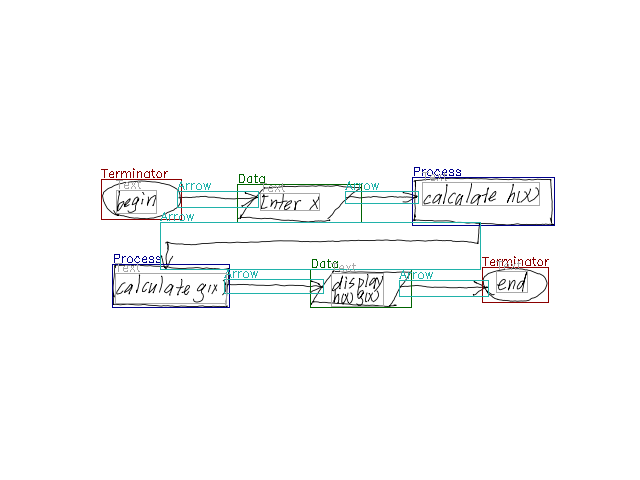 Terminator
Text
begin
Arrow
Data
Text
Enter x
Arrow
Process
Text
calculate h(x)
Arrow
Process
Text
calculate g(x)
Arrow
Data
Text
display
h(x) g(x)
Arrow
Terminator
Text
end